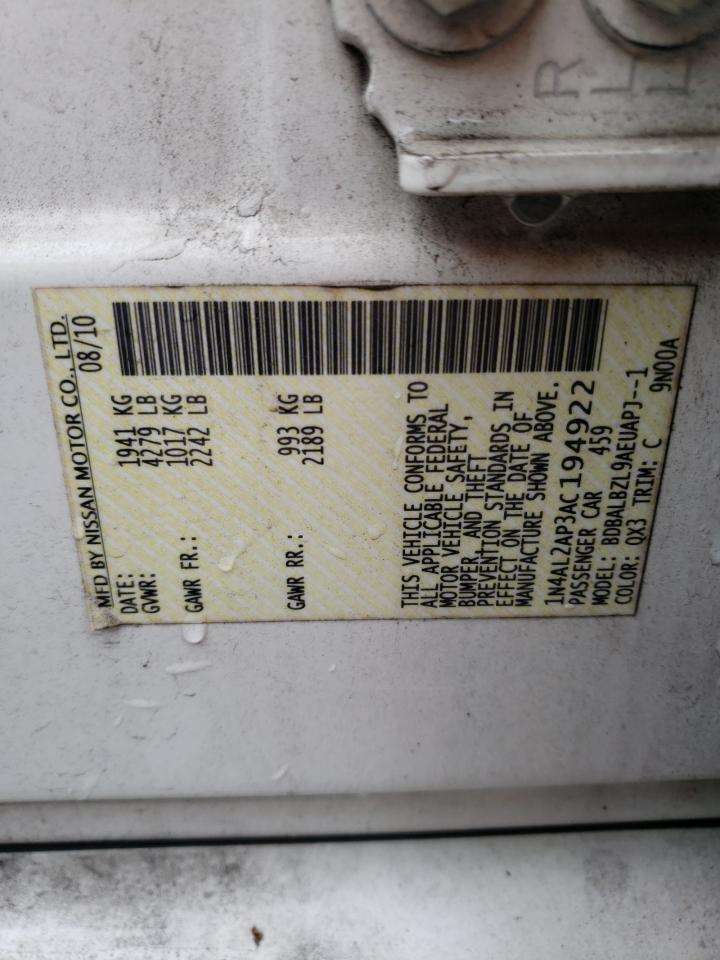 MFD BY NISSAN MOTOR CO., LTD.
DATE: 08/10
GVWR: 1941 KG
4279 LB
GAWR FR.: 1017 KG
2242 LB
GAWR RR.: 993 KG
2189 LB
THIS VEHICLE CONFORMS TO
ALL APPLICABLE FEDERAL
MOTOR VEHICLE SAFETY,
BUMPER, AND THEFT
PREVENTION STANDARDS IN
EFFECT ON THE DATE OF
MANUFACTURE SHOWN ABOVE.
1N4AL2AP3AC194922
PASSENGER CAR 459
MODEL: BDBALBZL9AEUAPJ--1
COLOR: QX3 TRIM: C
9N00A